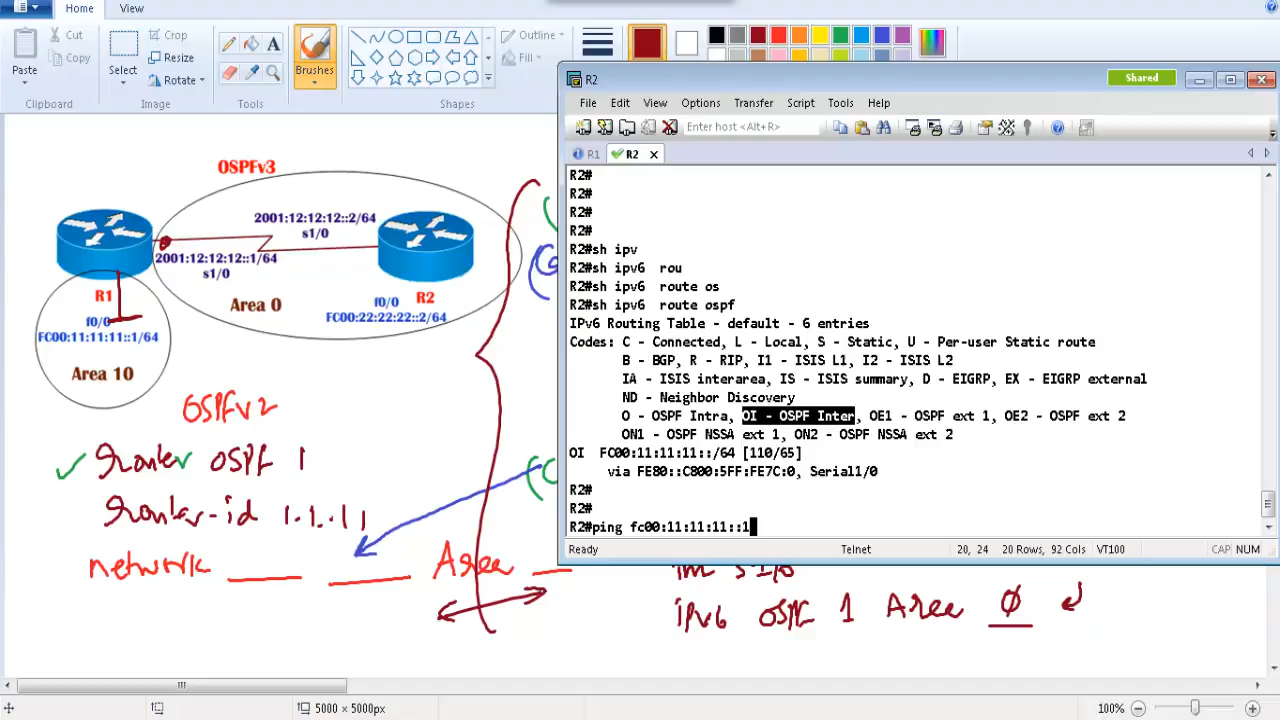 Home View
Paste
Cut
Copy
Clipboard
Select
Crop
Resize
Rotate
Image
Brushes
Tools
Outline
Fill
Shapes
R2
Shared
File Edit View Options Transfer Script Tools Help
Enter host <Alt+R>
R1 R2
R2#
R2#
R2#
R2#
R2#sh ipv
R2#sh ipv6 rou
R2#sh ipv6 route os
R2#sh ipv6 route ospf
IPv6 Routing Table - default - 6 entries
Codes: C - Connected, L - Local, S - Static, U - Per-user Static route
B - BGP, R - RIP, I1 - ISIS L1, I2 - ISIS L2
IA - ISIS interarea, IS - ISIS summary, D - EIGRP, EX - EIGRP external
ND - Neighbor Discovery
O - OSPF Intra, OI - OSPF Inter, OE1 - OSPF ext 1, OE2 - OSPF ext 2
ON1 - OSPF NSSA ext 1, ON2 - OSPF NSSA ext 2
OI FC00:11:11:11::/64 [110/65]
via FE80::C800:5FF:FE7C:0, Serial1/0
R2#
R2#
R2#ping fc00:11:11:11::1
Ready Telnet 20, 24 20 Rows, 92 Cols VT100 CAP NUM
OSPFv3
2001:12:12:12::2/64
s1/0
2001:12:12:12::1/64
s1/0
R1
f0/0
FC00:11:11:11::1/64
Area 10
Area 0
f0/0
R2
FC00:22:22:22::2/64
OSPFv2
router OSPF 1
router-id 1.1.1.1
network ____ ____ Area __
int s1/0
ipv6 OSPF 1 Area 0
5000 × 5000px
100%